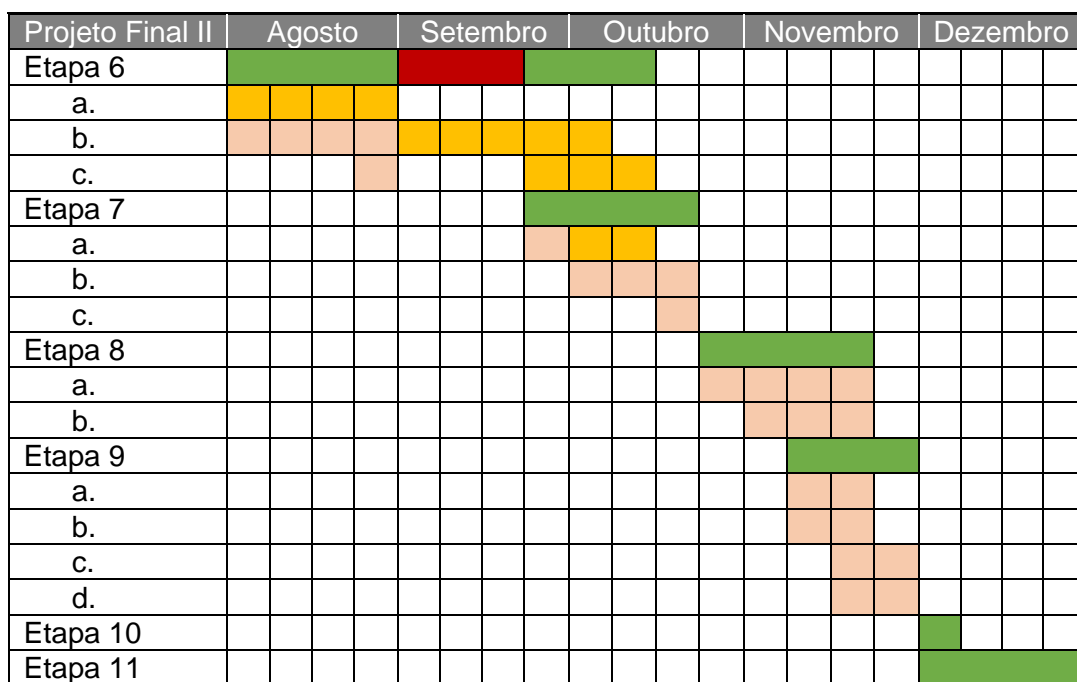 Projeto Final II Agosto Setembro Outubro Novembro Dezembro
Etapa 6
a.
b.
c.
Etapa 7
a.
b.
c.
Etapa 8
a.
b.
Etapa 9
a.
b.
c.
d.
Etapa 10
Etapa 11